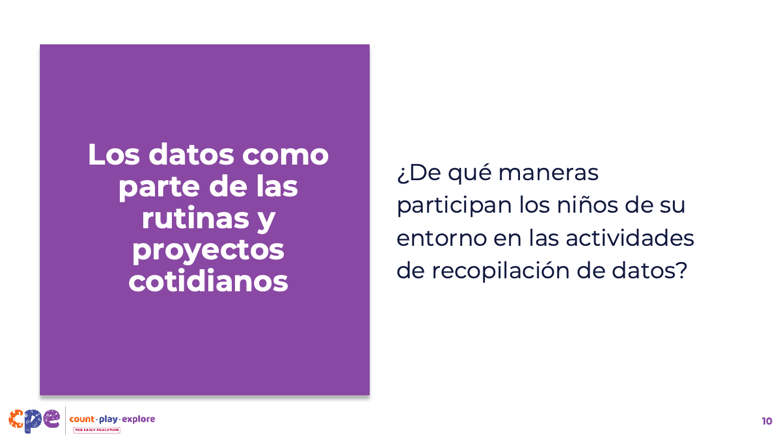 Los datos como
parte de las
rutinas y
proyectos
cotidianos
¿De qué maneras
participan los niños de su
entorno en las actividades
de recopilación de datos?
cpe
count·play·explore
FOR EARLY EDUCATION
10